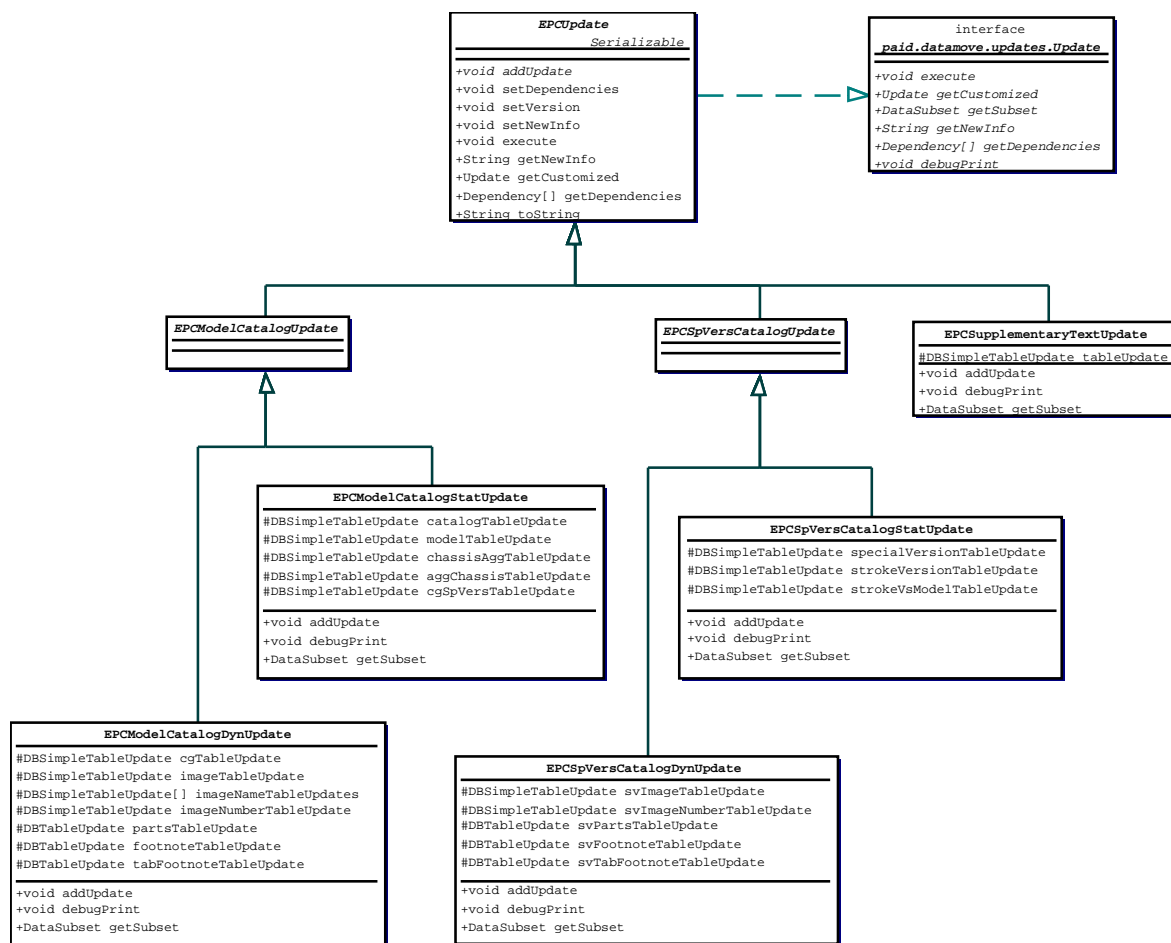 EPCUpdate
Serializable
+void addUpdate
+void setDependencies
+void setVersion
+void setNewInfo
+void execute
+String getNewInfo
+Update getCustomized
+Dependency[] getDependencies
+String toString
interface
paid.datamove.updates.Update
+void execute
+Update getCustomized
+DataSubset getSubset
+String getNewInfo
+Dependency[] getDependencies
+void debugPrint
EPCModelCatalogUpdate
EPCSpVersCatalogUpdate
EPCSupplementaryTextUpdate
#DBSimpleTableUpdate tableUpdate
+void addUpdate
+void debugPrint
+DataSubset getSubset
EPCModelCatalogStatUpdate
#DBSimpleTableUpdate catalogTableUpdate
#DBSimpleTableUpdate modelTableUpdate
#DBSimpleTableUpdate chassisAggTableUpdate
#DBSimpleTableUpdate aggChassisTableUpdate
#DBSimpleTableUpdate cgSpVersTableUpdate
+void addUpdate
+void debugPrint
+DataSubset getSubset
EPCSpVersCatalogStatUpdate
#DBSimpleTableUpdate specialVersionTableUpdate
#DBSimpleTableUpdate strokeVersionTableUpdate
#DBSimpleTableUpdate strokeVsModelTableUpdate
+void addUpdate
+void debugPrint
+DataSubset getSubset
EPCModelCatalogDynUpdate
#DBSimpleTableUpdate cgTableUpdate
#DBSimpleTableUpdate imageTableUpdate
#DBSimpleTableUpdate[] imageNameTableUpdates
#DBSimpleTableUpdate imageNumberTableUpdate
#DBTableUpdate partsTableUpdate
#DBTableUpdate footnoteTableUpdate
#DBTableUpdate tabFootnoteTableUpdate
+void addUpdate
+void debugPrint
+DataSubset getSubset
EPCSpVersCatalogDynUpdate
#DBSimpleTableUpdate svImageTableUpdate
#DBSimpleTableUpdate svImageNumberTableUpdate
#DBTableUpdate svPartsTableUpdate
#DBTableUpdate svFootnoteTableUpdate
#DBTableUpdate svTabFootnoteTableUpdate
+void addUpdate
+void debugPrint
+DataSubset getSubset